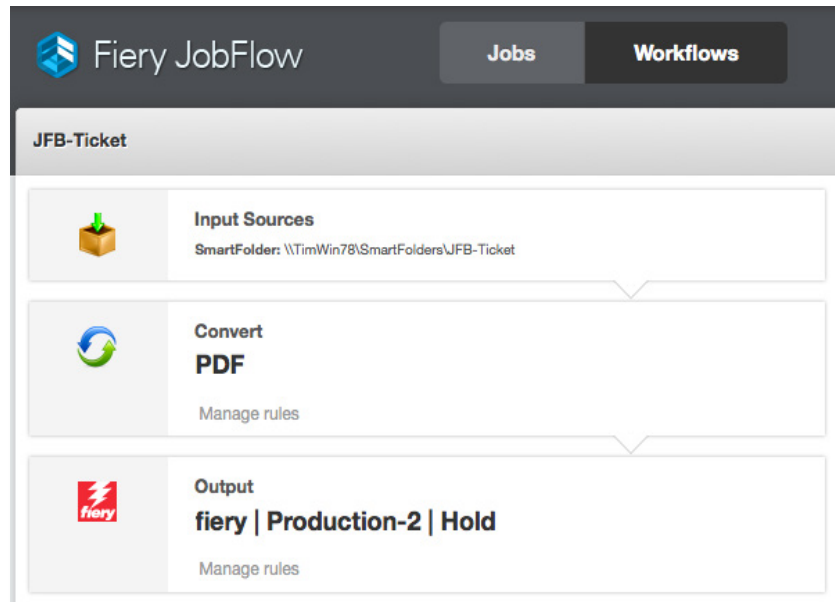 Fiery JobFlow
Jobs
Workflows
JFB-Ticket
Input Sources
SmartFolder: \\TimWin78\SmartFolders\JFB-Ticket
Convert
PDF
Manage rules
Output
fiery
fiery | Production-2 | Hold
Manage rules